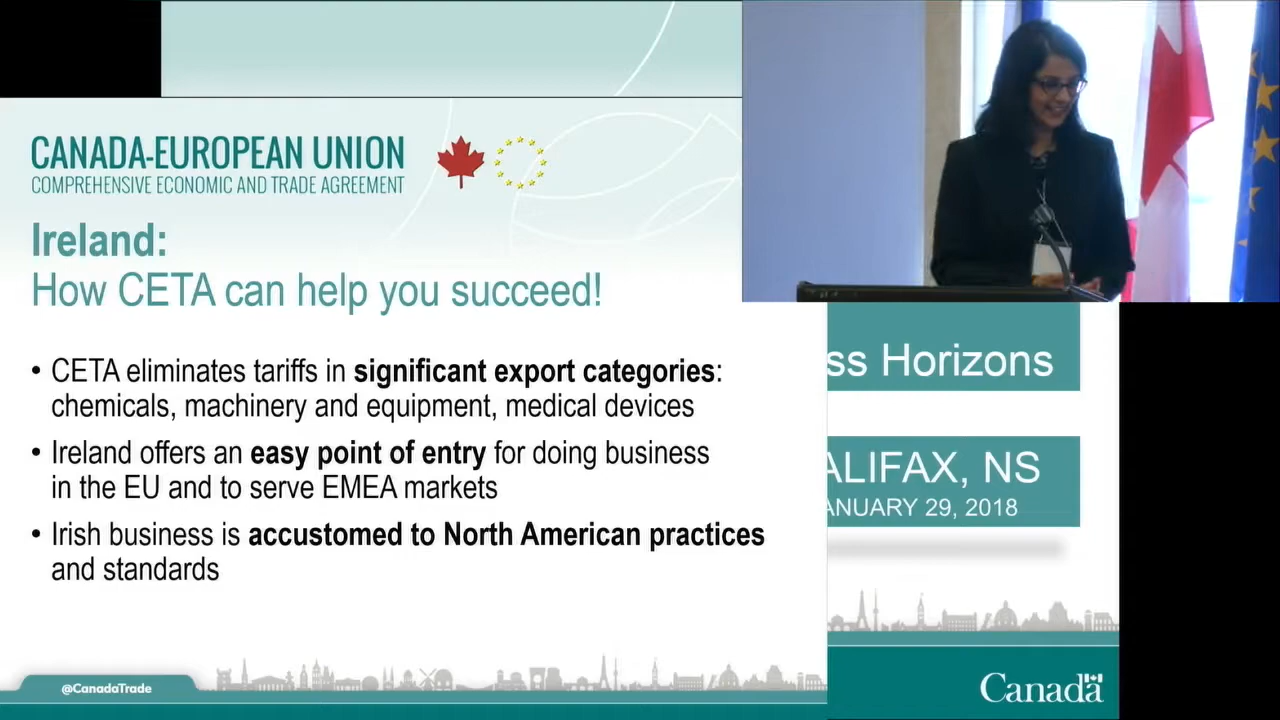 CANADA-EUROPEAN UNION
COMPREHENSIVE ECONOMIC AND TRADE AGREEMENT
Ireland:
How CETA can help you succeed!
• CETA eliminates tariffs in significant export categories:
chemicals, machinery and equipment, medical devices
• Ireland offers an easy point of entry for doing business
in the EU and to serve EMEA markets
• Irish business is accustomed to North American practices
and standards
@CanadaTrade
ss Horizons
ALIFAX, NS
ANUARY 29, 2018
Canada